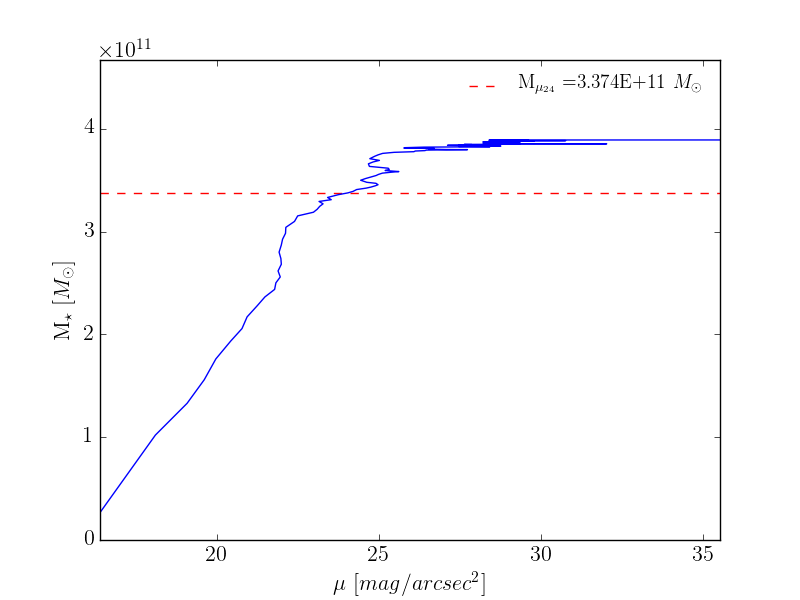 ×10¹¹
M_μ₂₄ =3.374E+11 M_⊙
4
3
2
1
0
M⋆ [M_⊙]
20 25 30 35
μ [mag/arcsec²]